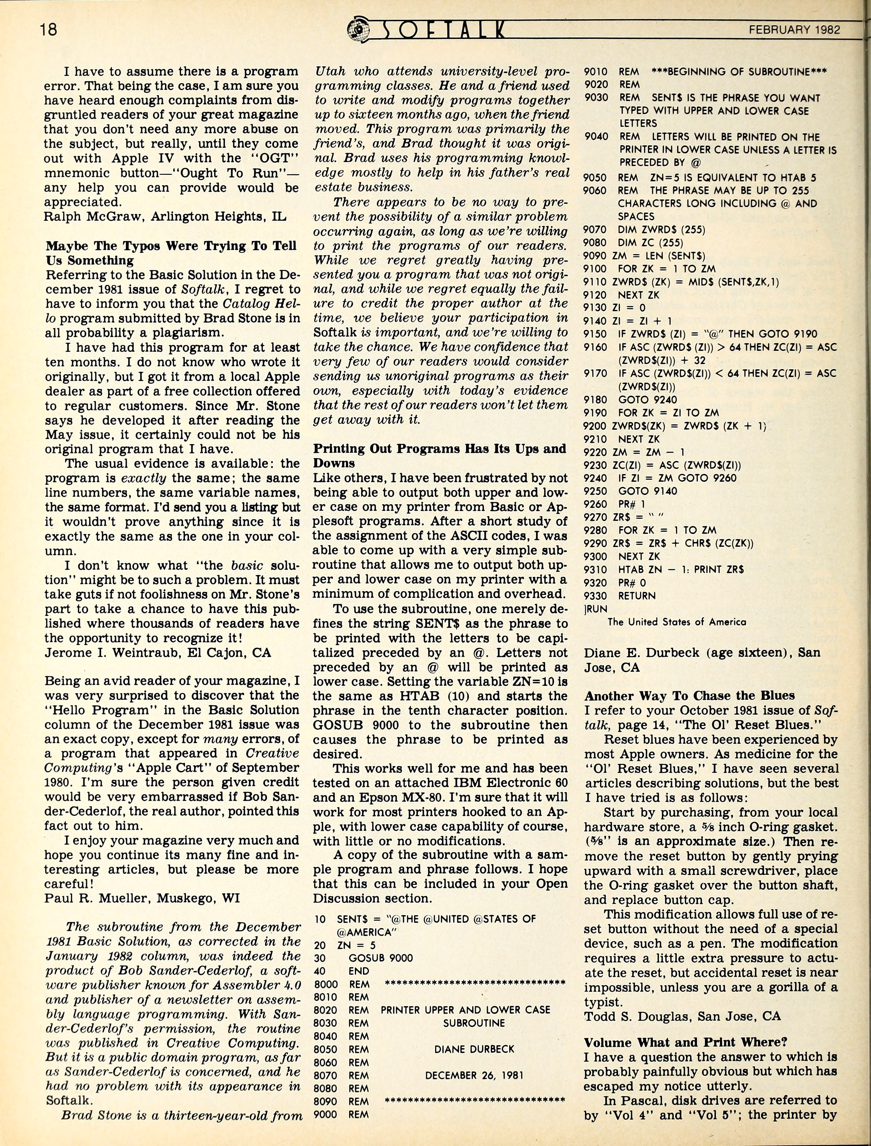 18
SOFTALK
FEBRUARY 1982
I have to assume there is a program
error. That being the case, I am sure you
have heard enough complaints from dis-
gruntled readers of your great magazine
that you don't need any more abuse on
the subject, but really, until they come
out with Apple IV with the "OGT"
mnemonic button—"Ought To Run"—
any help you can provide would be
appreciated.
Ralph McGraw, Arlington Heights, IL
Maybe The Typos Were Trying To Tell
Us Something
Referring to the Basic Solution in the De-
cember 1981 issue of Softalk, I regret to
have to inform you that the Catalog Hel-
lo program submitted by Brad Stone is in
all probability a plagiarism.
I have had this program for at least
ten months. I do not know who wrote it
originally, but I got it from a local Apple
dealer as part of a free collection offered
to regular customers. Since Mr. Stone
says he developed it after reading the
May issue, it certainly could not be his
original program that I have.
The usual evidence is available: the
program is exactly the same; the same
line numbers, the same variable names,
the same format. I'd send you a listing but
it wouldn't prove anything since it is
exactly the same as the one in your col-
umn.
I don't know what "the basic solu-
tion" might be to such a problem. It must
take guts if not foolishness on Mr. Stone's
part to take a chance to have this pub-
lished where thousands of readers have
the opportunity to recognize it!
Jerome I. Weintraub, El Cajon, CA
Being an avid reader of your magazine, I
was very surprised to discover that the
"Hello Program" in the Basic Solution
column of the December 1981 issue was
an exact copy, except for many errors, of
a program that appeared in Creative
Computing's "Apple Cart" of September
1980. I'm sure the person given credit
would be very embarrassed if Bob San-
der-Cederlof, the real author, pointed this
fact out to him.
I enjoy your magazine very much and
hope you continue its many fine and in-
teresting articles, but please be more
careful!
Paul R. Mueller, Muskego, WI
The subroutine from the December
1981 Basic Solution, as corrected in the
January 1982 column, was indeed the
product of Bob Sander-Cederlof, a soft-
ware publisher known for Assembler 4.0
and publisher of a newsletter on assem-
bly language programming. With San-
der-Cederlof's permission, the routine
was published in Creative Computing.
But it is a public domain program, as far
as Sander-Cederlof is concerned, and he
had no problem with its appearance in
Softalk.
Brad Stone is a thirteen-year-old from
Utah who attends university-level pro-
gramming classes. He and a friend used
to write and modify programs together
up to sixteen months ago, when the friend
moved. This program was primarily the
friend's, and Brad thought it was origi-
nal. Brad uses his programming knowl-
edge mostly to help in his father's real
estate business.
There appears to be no way to pre-
vent the possibility of a similar problem
occurring again, as long as we're willing
to print the programs of our readers.
While we regret greatly having pre-
sented you a program that was not origi-
nal, and while we regret equally the fail-
ure to credit the proper author at the
time, we believe your participation in
Softalk is important, and we're willing to
take the chance. We have confidence that
very few of our readers would consider
sending us unoriginal programs as their
own, especially with today's evidence
that the rest of our readers won't let them
get away with it.
Printing Out Programs Has Its Ups and
Downs
Like others, I have been frustrated by not
being able to output both upper and low-
er case on my printer from Basic or Ap-
plesoft programs. After a short study of
the assignment of the ASCII codes, I was
able to come up with a very simple sub-
routine that allows me to output both up-
per and lower case on my printer with a
minimum of complication and overhead.
To use the subroutine, one merely de-
fines the string SENT$ as the phrase to
be printed with the letters to be capi-
talized preceded by an @. Letters not
preceded by an @ will be printed as
lower case. Setting the variable ZN=10 is
the same as HTAB (10) and starts the
phrase in the tenth character position.
GOSUB 9000 to the subroutine then
causes the phrase to be printed as
desired.
This works well for me and has been
tested on an attached IBM Electronic 60
and an Epson MX-80. I'm sure that it will
work for most printers hooked to an Ap-
ple, with lower case capability of course,
with little or no modifications.
A copy of the subroutine with a sam-
ple program and phrase follows. I hope
that this can be included in your Open
Discussion section.
10 SENT$ = "@THE @UNITED @STATES OF
@AMERICA"
20 ZN = 5
30 GOSUB 9000
40 END
8000 REM ******************************
8010 REM
8020 REM PRINTER UPPER AND LOWER CASE
8030 REM SUBROUTINE
8040 REM
8050 REM DIANE DURBECK
8060 REM
8070 REM DECEMBER 26, 1981
8080 REM
8090 REM ******************************
9000 REM
9010 REM ***BEGINNING OF SUBROUTINE***
9020 REM
9030 REM SENT$ IS THE PHRASE YOU WANT
TYPED WITH UPPER AND LOWER CASE
LETTERS
9040 REM LETTERS WILL BE PRINTED ON THE
PRINTER IN LOWER CASE UNLESS A LETTER IS
PRECEDED BY @
9050 REM ZN=5 IS EQUIVALENT TO HTAB 5
9060 REM THE PHRASE MAY BE UP TO 255
CHARACTERS LONG INCLUDING @ AND
SPACES
9070 DIM ZWRD$ (255)
9080 DIM ZC (255)
9090 ZM = LEN (SENT$)
9100 FOR ZK = 1 TO ZM
9110 ZWRD$ (ZK) = MID$ (SENT$,ZK,1)
9120 NEXT ZK
9130 ZI = 0
9140 ZI = ZI + 1
9150 IF ZWRD$ (ZI) = "@" THEN GOTO 9190
9160 IF ASC (ZWRD$ (ZI)) > 64 THEN ZC(ZI) = ASC
(ZWRD$(ZI)) + 32
9170 IF ASC (ZWRD$(ZI)) < 64 THEN ZC(ZI) = ASC
(ZWRD$(ZI))
9180 GOTO 9240
9190 FOR ZK = ZI TO ZM
9200 ZWRD$(ZK) = ZWRD$ (ZK + 1)
9210 NEXT ZK
9220 ZM = ZM − 1
9230 ZC(ZI) = ASC (ZWRD$(ZI))
9240 IF ZI = ZM GOTO 9260
9250 GOTO 9140
9260 PR# 1
9270 ZR$ = " "
9280 FOR ZK = 1 TO ZM
9290 ZR$ = ZR$ + CHR$ (ZC(ZK))
9300 NEXT ZK
9310 HTAB ZN − 1: PRINT ZR$
9320 PR# 0
9330 RETURN
]RUN
The United States of America
Diane E. Durbeck (age sixteen), San
Jose, CA
Another Way To Chase the Blues
I refer to your October 1981 issue of Sof-
talk, page 14, "The Ol' Reset Blues."
Reset blues have been experienced by
most Apple owners. As medicine for the
"Ol' Reset Blues," I have seen several
articles describing solutions, but the best
I have tried is as follows:
Start by purchasing, from your local
hardware store, a ⅝ inch O-ring gasket.
(⅝" is an approximate size.) Then re-
move the reset button by gently prying
upward with a small screwdriver, place
the O-ring gasket over the button shaft,
and replace button cap.
This modification allows full use of re-
set button without the need of a special
device, such as a pen. The modification
requires a little extra pressure to actu-
ate the reset, but accidental reset is near
impossible, unless you are a gorilla of a
typist.
Todd S. Douglas, San Jose, CA
Volume What and Print Where?
I have a question the answer to which is
probably painfully obvious but which has
escaped my notice utterly.
In Pascal, disk drives are referred to
by "Vol 4" and "Vol 5"; the printer by